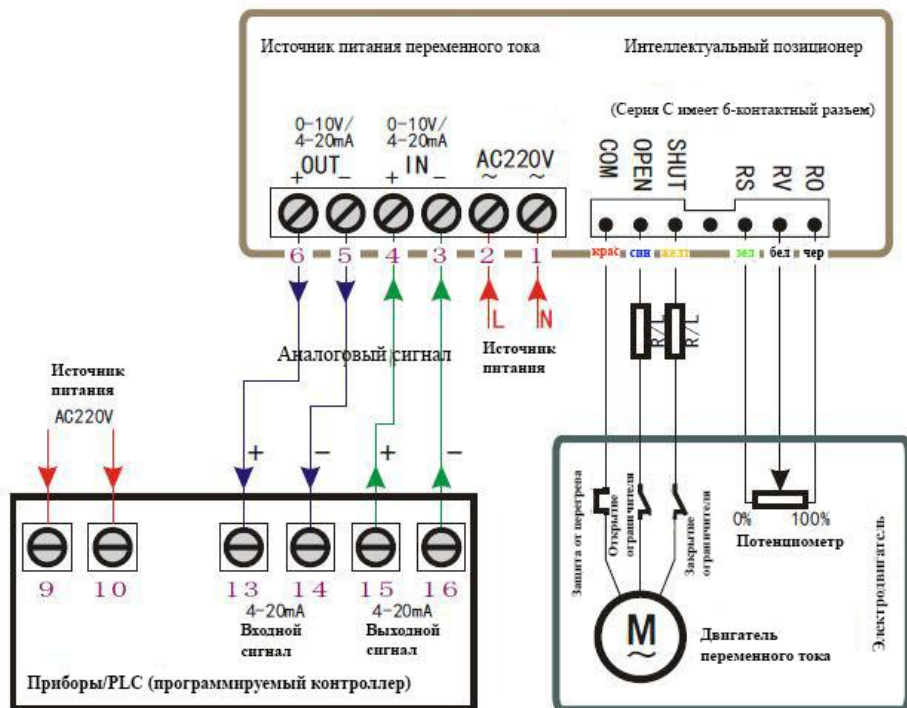 Источник питания переменного тока
Интеллектуальный позиционер
(Серия С имеет 6-контактный разъем)
0-10V/
4-20mA
OUT
+ −
0-10V/
4-20mA
IN
+ −
AC220V
~ ~
COM
OPEN
SHUT
RS
RV
RO
6 5 4 3 2 1
крас син желт зел бел чер
L N
R/L
R/L
Аналоговый сигнал
Источник
питания
Источник
питания
AC220V
+ − + −
9 10 13 14 15 16
4-20mA
Входной
сигнал
4-20mA
Выходной
сигнал
Приборы/PLC (программируемый контроллер)
Защита от перегрева
Открытие
ограничители
Закрытие
ограничители
0% 100%
Потенциометр
Электродвигатель
M
~
Двигатель
переменного тока